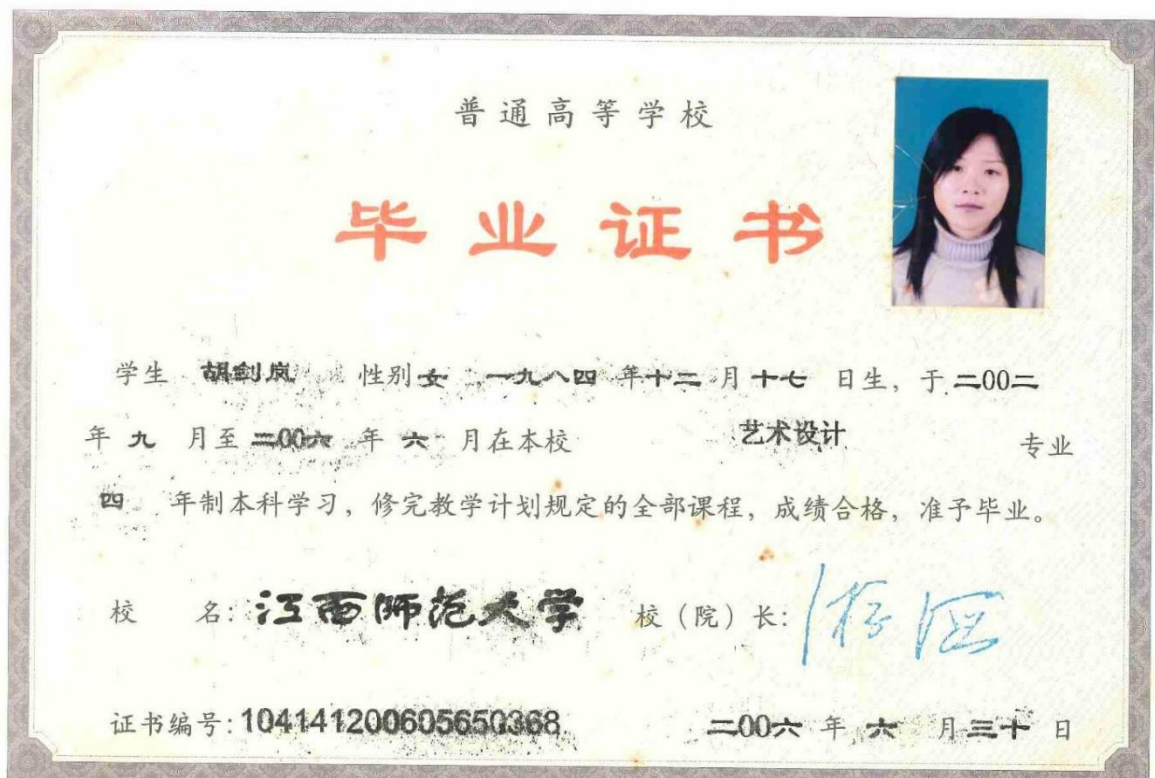 普通高等学校
毕业证书
学生 胡剑岚 性别 女 一九八四 年 十二 月 十七 日生，于 二00二
年 九 月至 二00六 年 六 月在本校 艺术设计 专业
四 年制本科学习，修完教学计划规定的全部课程，成绩合格，准予毕业。
校 名：江西师范大学 校（院）长：
证书编号：104141200605650368 二00六 年 六 月 三十 日